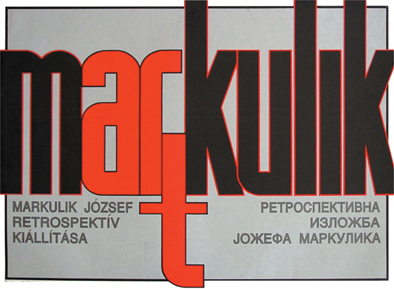 markulik
t
MARKULIK JÓZSEF
RETROSPEKTÍV
KIÁLLÍTÁSA
РЕТРОСПЕКТИВНА
ИЗЛОЖБА
ЈОЖЕФА МАРКУЛИКА